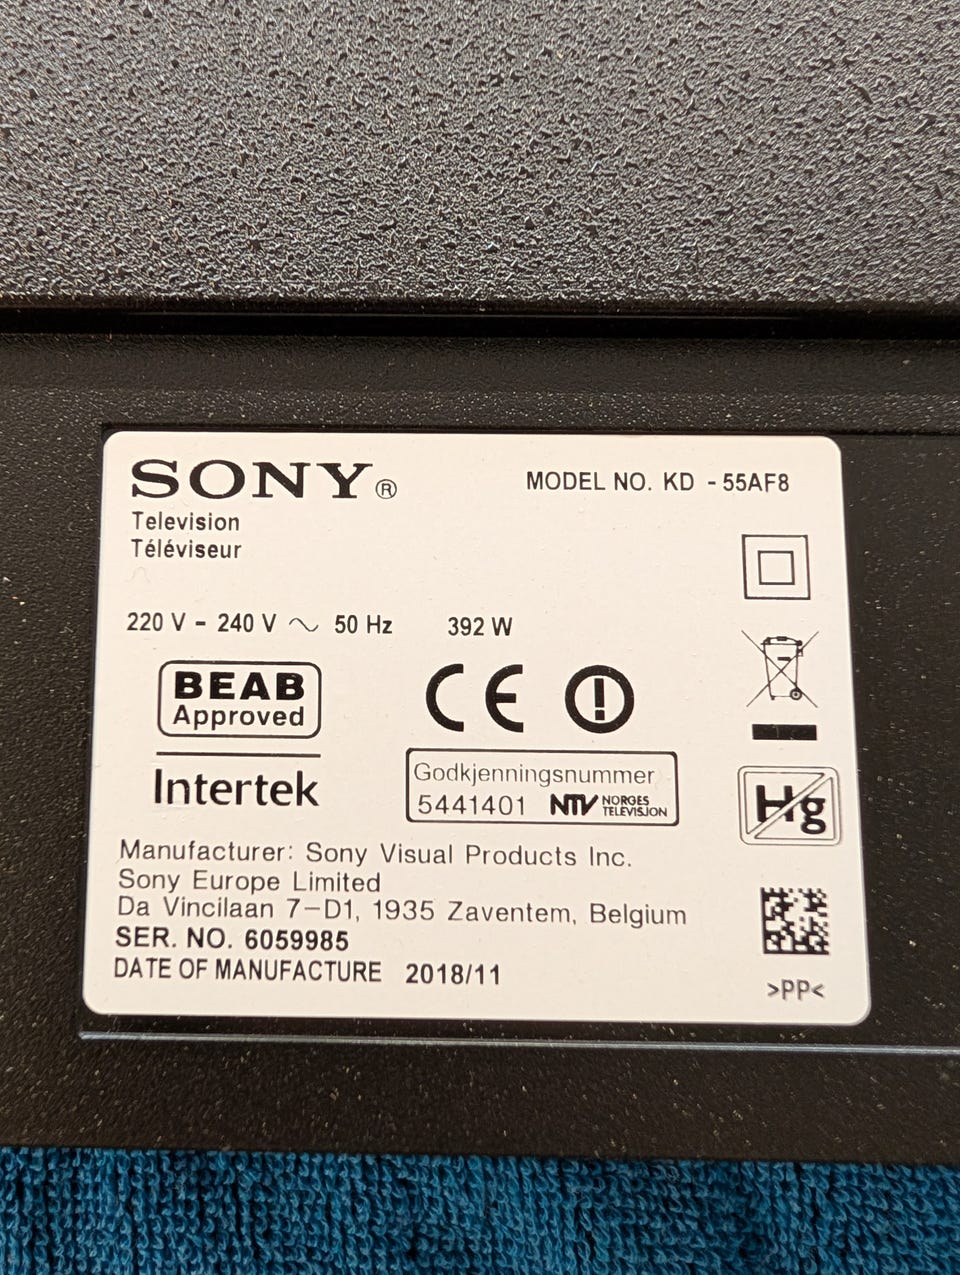 SONY®
MODEL NO. KD - 55AF8
Television
Téléviseur
220 V - 240 V ~ 50 Hz 392 W
BEAB
Approved
Intertek
CE
Godkjenningsnummer
5441401 NTV NORGES
TELEVISJON
Hg
Manufacturer: Sony Visual Products Inc.
Sony Europe Limited
Da Vincilaan 7-D1, 1935 Zaventem, Belgium
SER. NO. 6059985
DATE OF MANUFACTURE 2018/11
>PP<